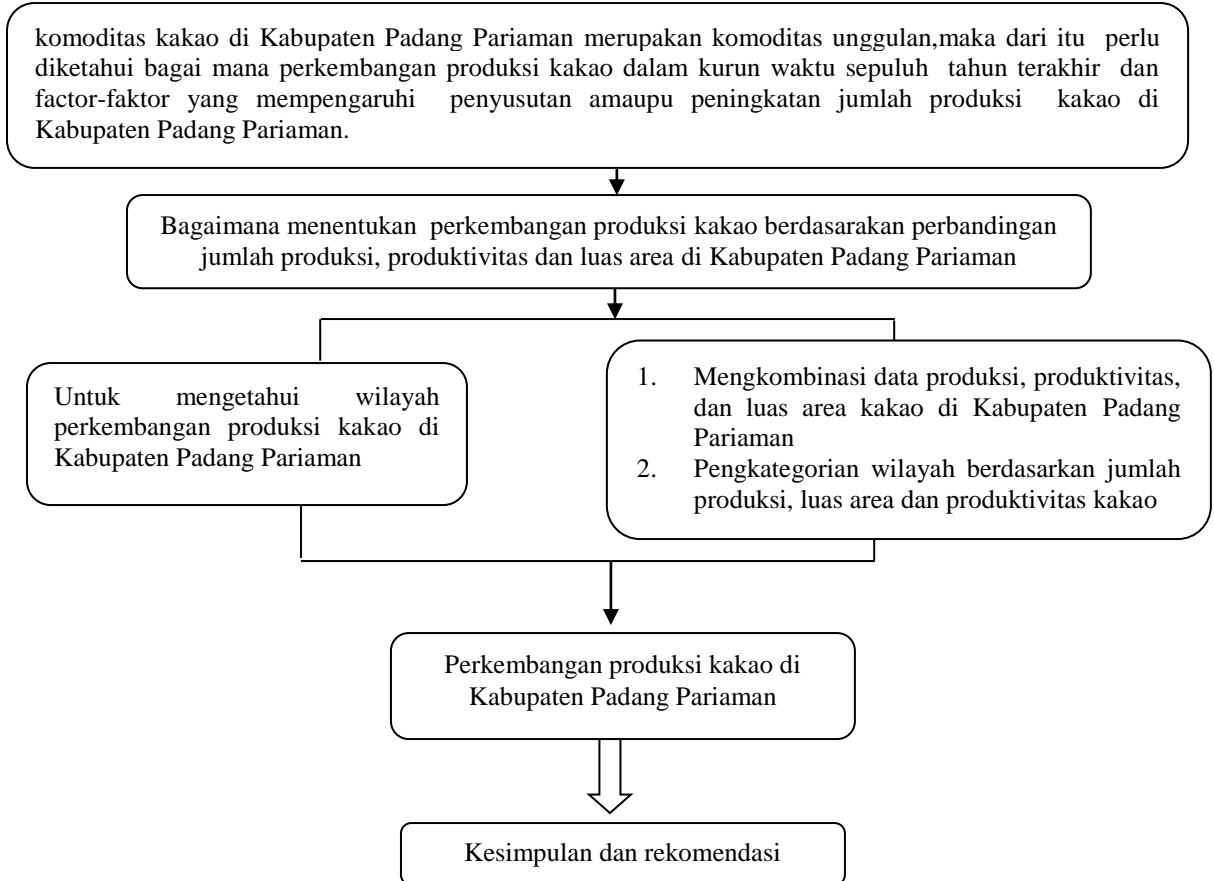 komoditas kakao di Kabupaten Padang Pariaman merupakan komoditas unggulan,maka dari itu perlu
diketahui bagai mana perkembangan produksi kakao dalam kurun waktu sepuluh tahun terakhir dan
factor-faktor yang mempengaruhi penyusutan amaupu peningkatan jumlah produksi kakao di
Kabupaten Padang Pariaman.
Bagaimana menentukan perkembangan produksi kakao berdasarakan perbandingan
jumlah produksi, produktivitas dan luas area di Kabupaten Padang Pariaman
Untuk mengetahui wilayah
perkembangan produksi kakao di
Kabupaten Padang Pariaman
1. Mengkombinasi data produksi, produktivitas,
dan luas area kakao di Kabupaten Padang
Pariaman
2. Pengkategorian wilayah berdasarkan jumlah
produksi, luas area dan produktivitas kakao
Perkembangan produksi kakao di
Kabupaten Padang Pariaman
Kesimpulan dan rekomendasi